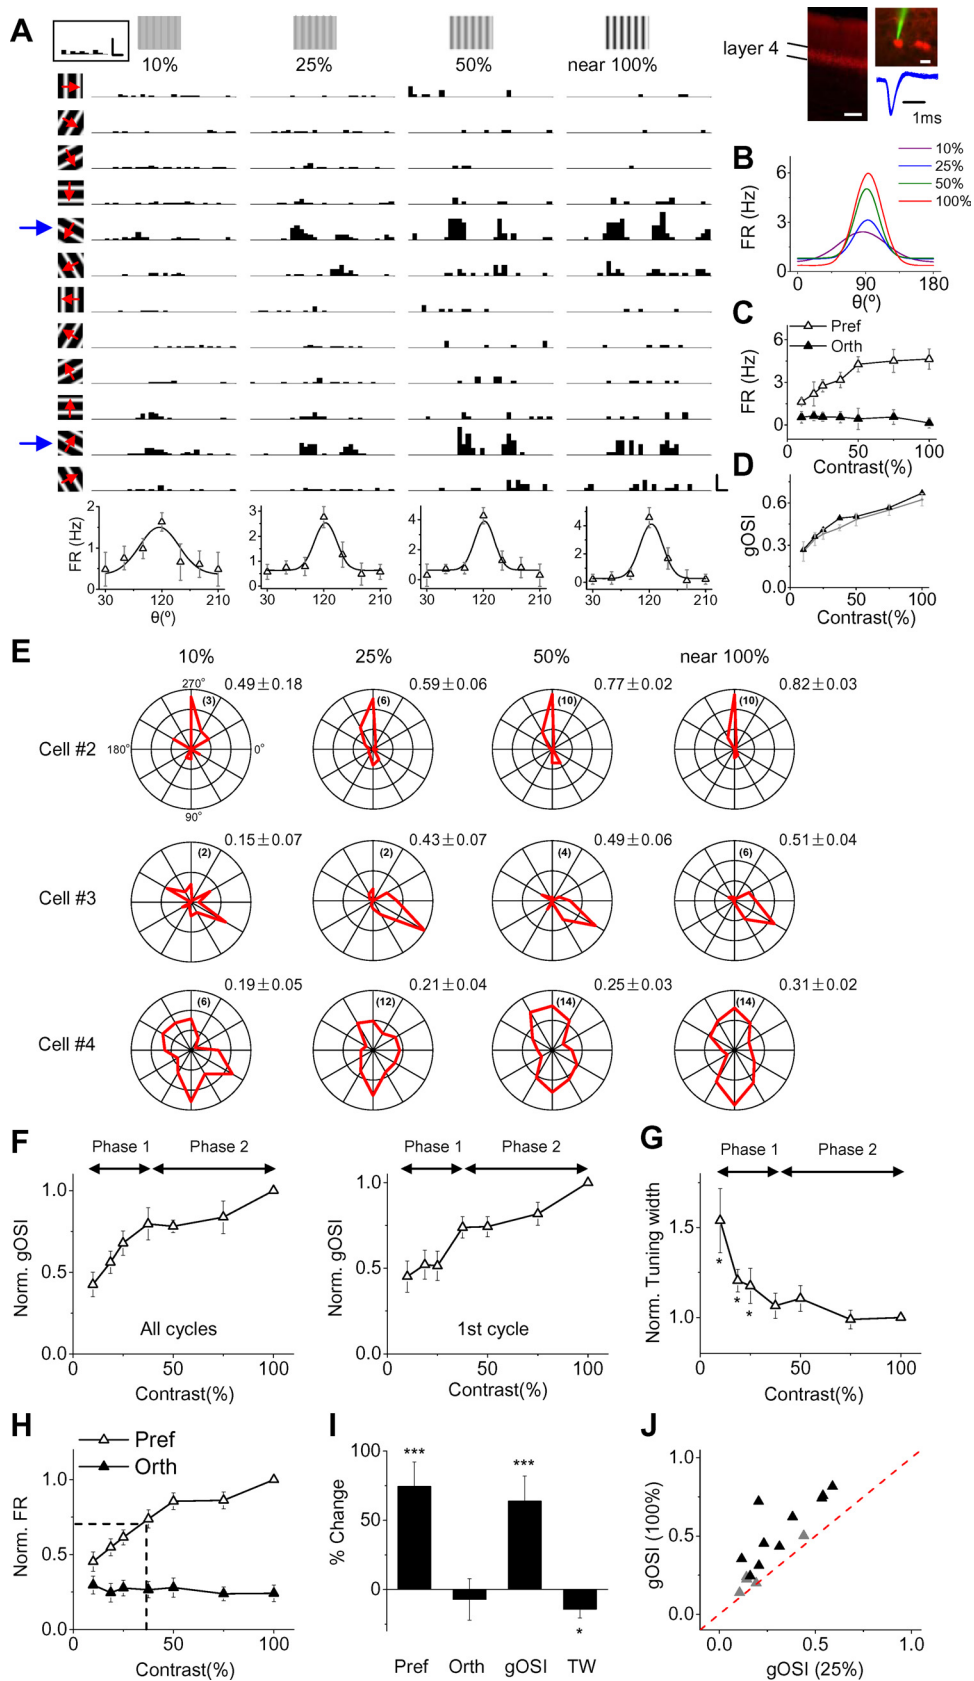 A
10%
25%
50%
near 100%
layer 4
1ms
B
FR (Hz)
6
3
0
10%
25%
50%
100%
0
90
180
θ(º)
C
Pref
Orth
FR (Hz)
6
3
0
0
50
100
Contrast(%)
D
gOSI
0.6
0.3
0.0
0
50
100
Contrast(%)
FR (Hz)
2
1
0
30
120
210
θ(º)
3
2
1
0
30
120
210
4
2
0
30
120
210
4
2
0
30
120
210
E
10%
25%
50%
near 100%
Cell #2
270°
180°
0°
90°
(3)
0.49±0.18
(6)
0.59±0.06
(10)
0.77±0.02
(10)
0.82±0.03
Cell #3
(2)
0.15±0.07
(2)
0.43±0.07
(4)
0.49±0.06
(6)
0.51±0.04
Cell #4
(6)
0.19±0.05
(12)
0.21±0.04
(14)
0.25±0.03
(14)
0.31±0.02
F
Phase 1
Phase 2
Norm. gOSI
1.0
0.5
0.0
All cycles
0
50
100
Contrast(%)
Phase 1
Phase 2
Norm. gOSI
1.0
0.5
0.0
1st cycle
0
50
100
Contrast(%)
G
Phase 1
Phase 2
Norm. Tuning width
1.5
1.0
*
*
*
0
50
100
Contrast(%)
H
Pref
Orth
Norm. FR
1.0
0.5
0.0
0
50
100
Contrast(%)
I
% Change
100
50
0
***
***
*
Pref
Orth
gOSI
TW
J
gOSI (100%)
1.0
0.5
0.0
0.0
0.5
1.0
gOSI (25%)